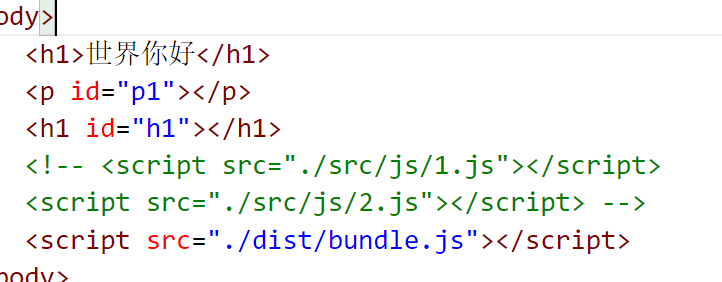 ody>
<h1>世界你好</h1>
<p id="p1"></p>
<h1 id="h1"></h1>
<!-- <script src="./src/js/1.js"></script>
<script src="./src/js/2.js"></script> -->
<script src="./dist/bundle.js"></script>
body>